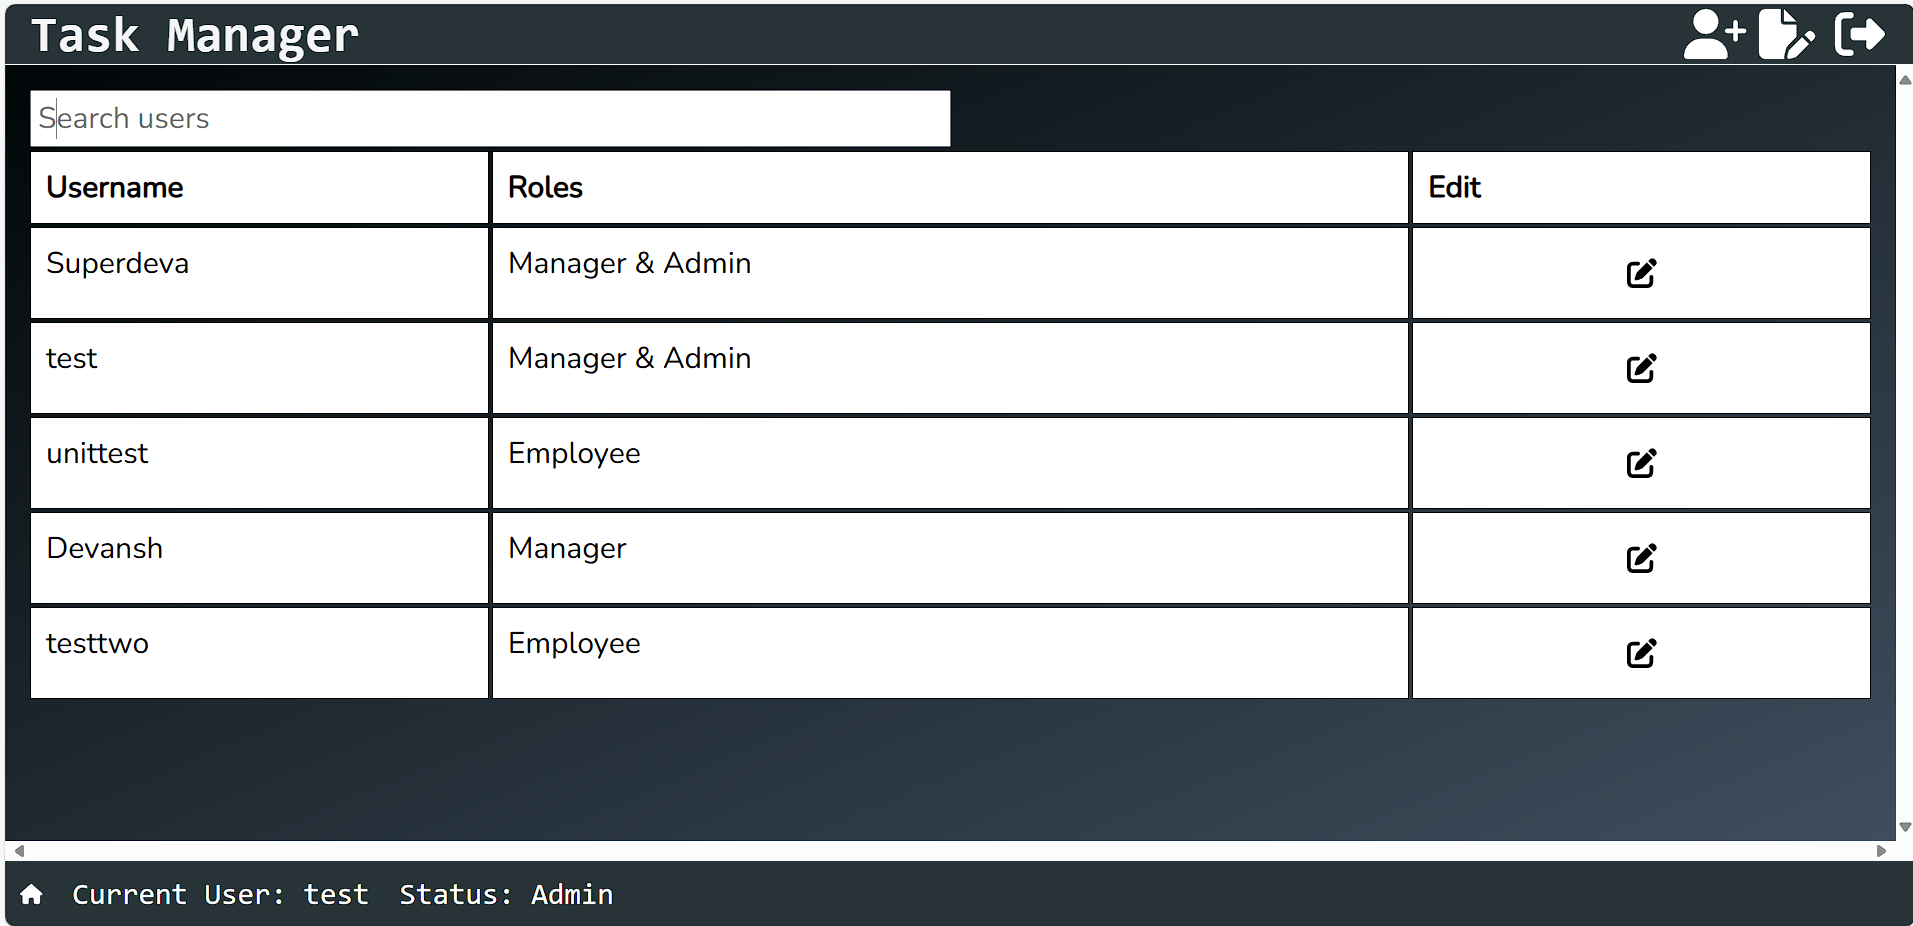 Task Manager
Search users
Username Roles Edit
Superdeva Manager & Admin
test Manager & Admin
unittest Employee
Devansh Manager
testtwo Employee
Current User: test Status: Admin